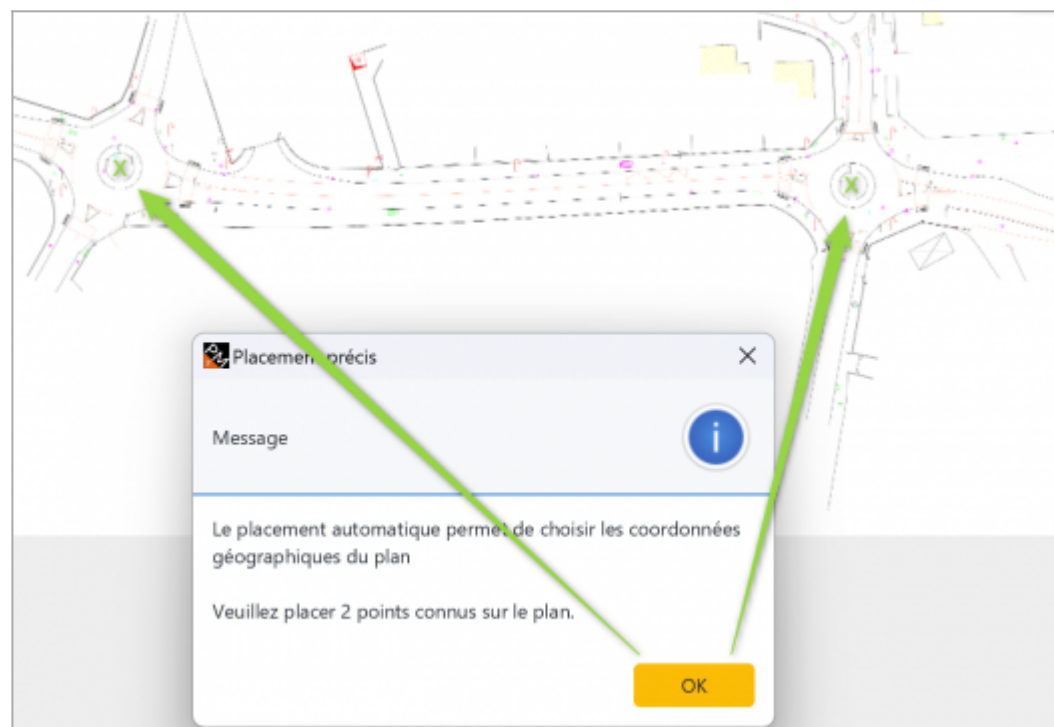 X
X
Placement précis
Message
Le placement automatique permet de choisir les coordonnées
géographiques du plan
Veuillez placer 2 points connus sur le plan.
OK